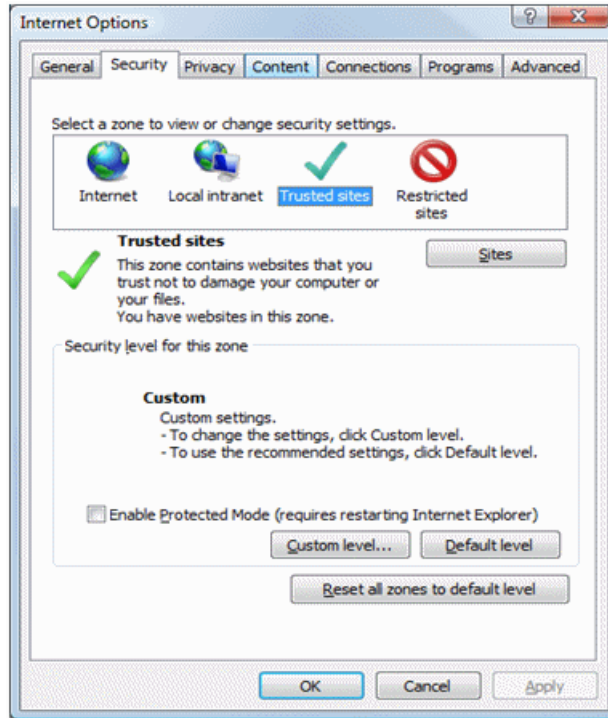 Internet Options
General Security Privacy Content Connections Programs Advanced
Select a zone to view or change security settings.
Internet Local intranet Trusted sites Restricted
sites
Trusted sites
Sites
This zone contains websites that you
trust not to damage your computer or
your files.
You have websites in this zone.
Security level for this zone
Custom
Custom settings.
- To change the settings, click Custom level.
- To use the recommended settings, click Default level.
Enable Protected Mode (requires restarting Internet Explorer)
Custom level... Default level
Reset all zones to default level
OK Cancel Apply